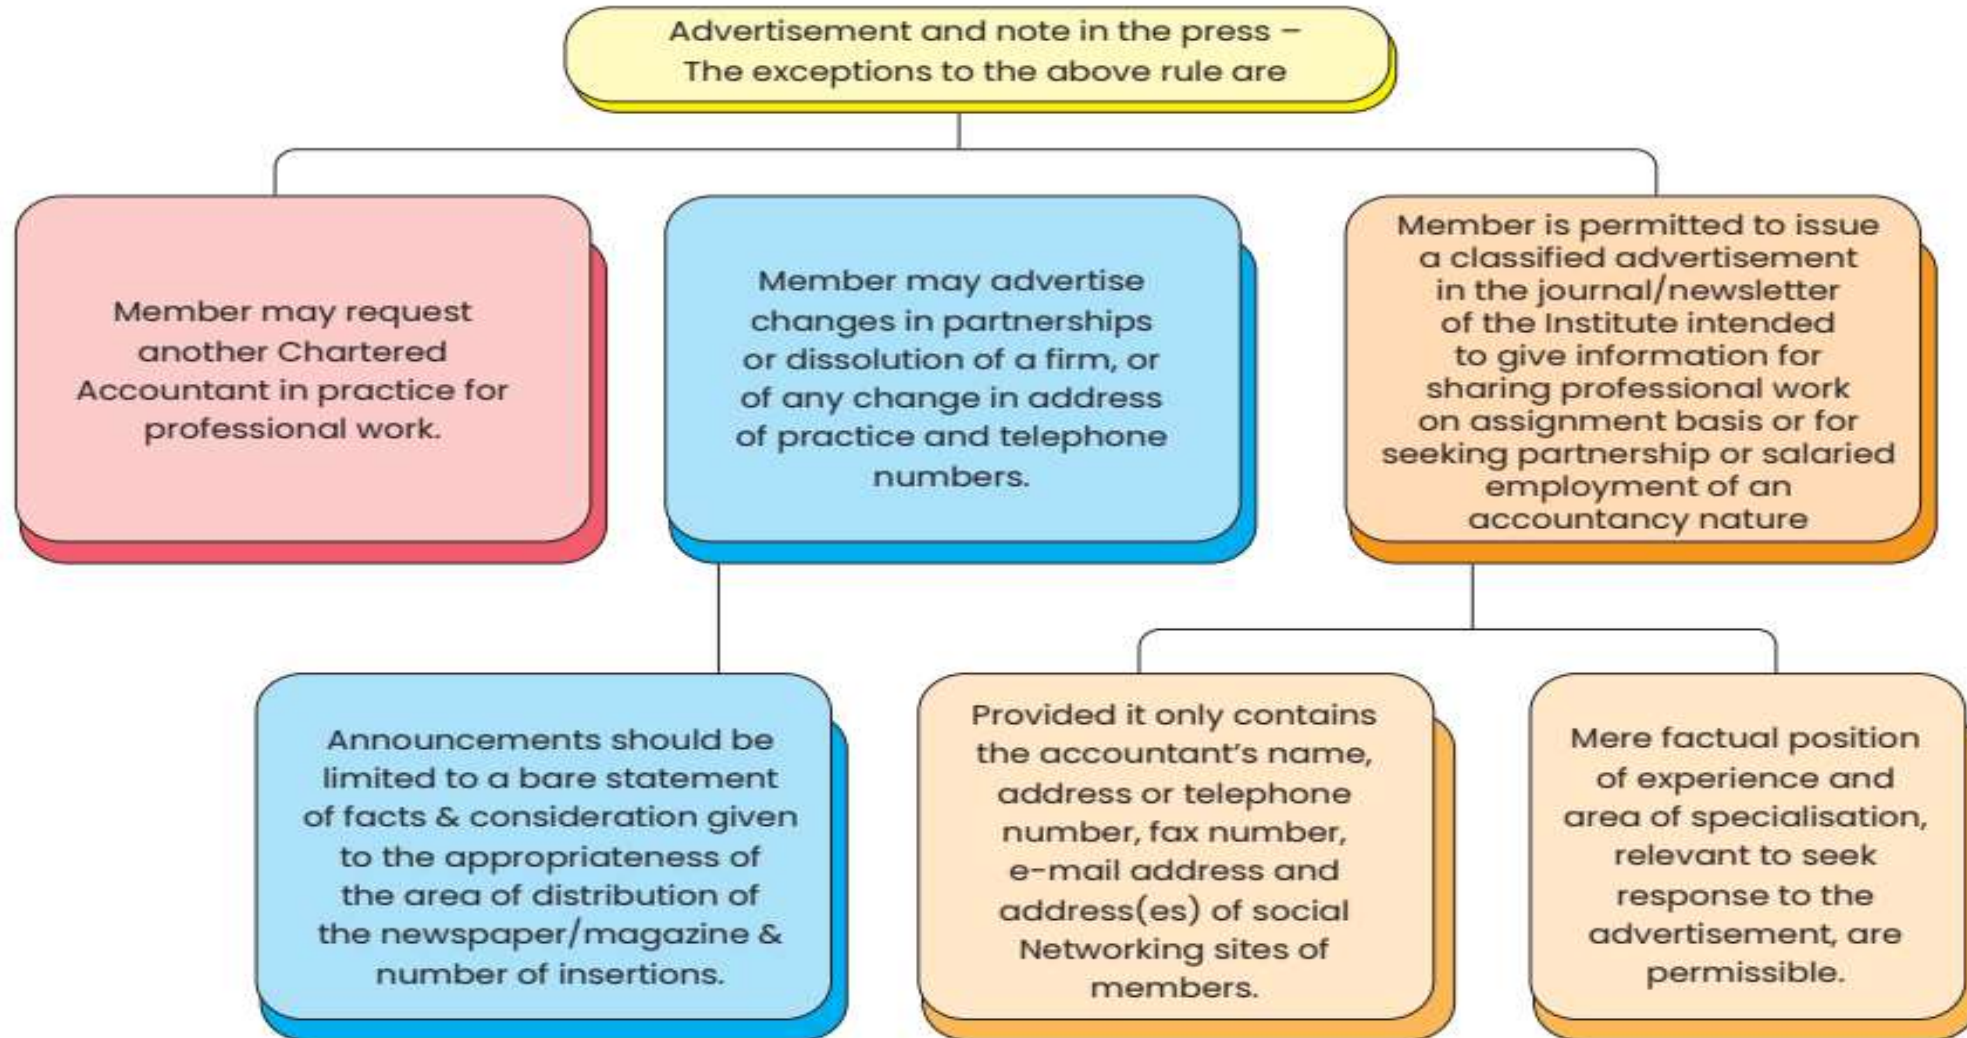 Advertisement and note in the press –
The exceptions to the above rule are
Member may request
another Chartered
Accountant in practice for
professional work.
Member may advertise
changes in partnerships
or dissolution of a firm, or
of any change in address
of practice and telephone
numbers.
Member is permitted to issue
a classified advertisement
in the journal/newsletter
of the Institute intended
to give information for
sharing professional work
on assignment basis or for
seeking partnership or salaried
employment of an
accountancy nature
Announcements should be
limited to a bare statement
of facts & consideration given
to the appropriateness of
the area of distribution of
the newspaper/magazine &
number of insertions.
Provided it only contains
the accountant's name,
address or telephone
number, fax number,
e-mail address and
address(es) of social
Networking sites of
members.
Mere factual position
of experience and
area of specialisation,
relevant to seek
response to the
advertisement, are
permissible.